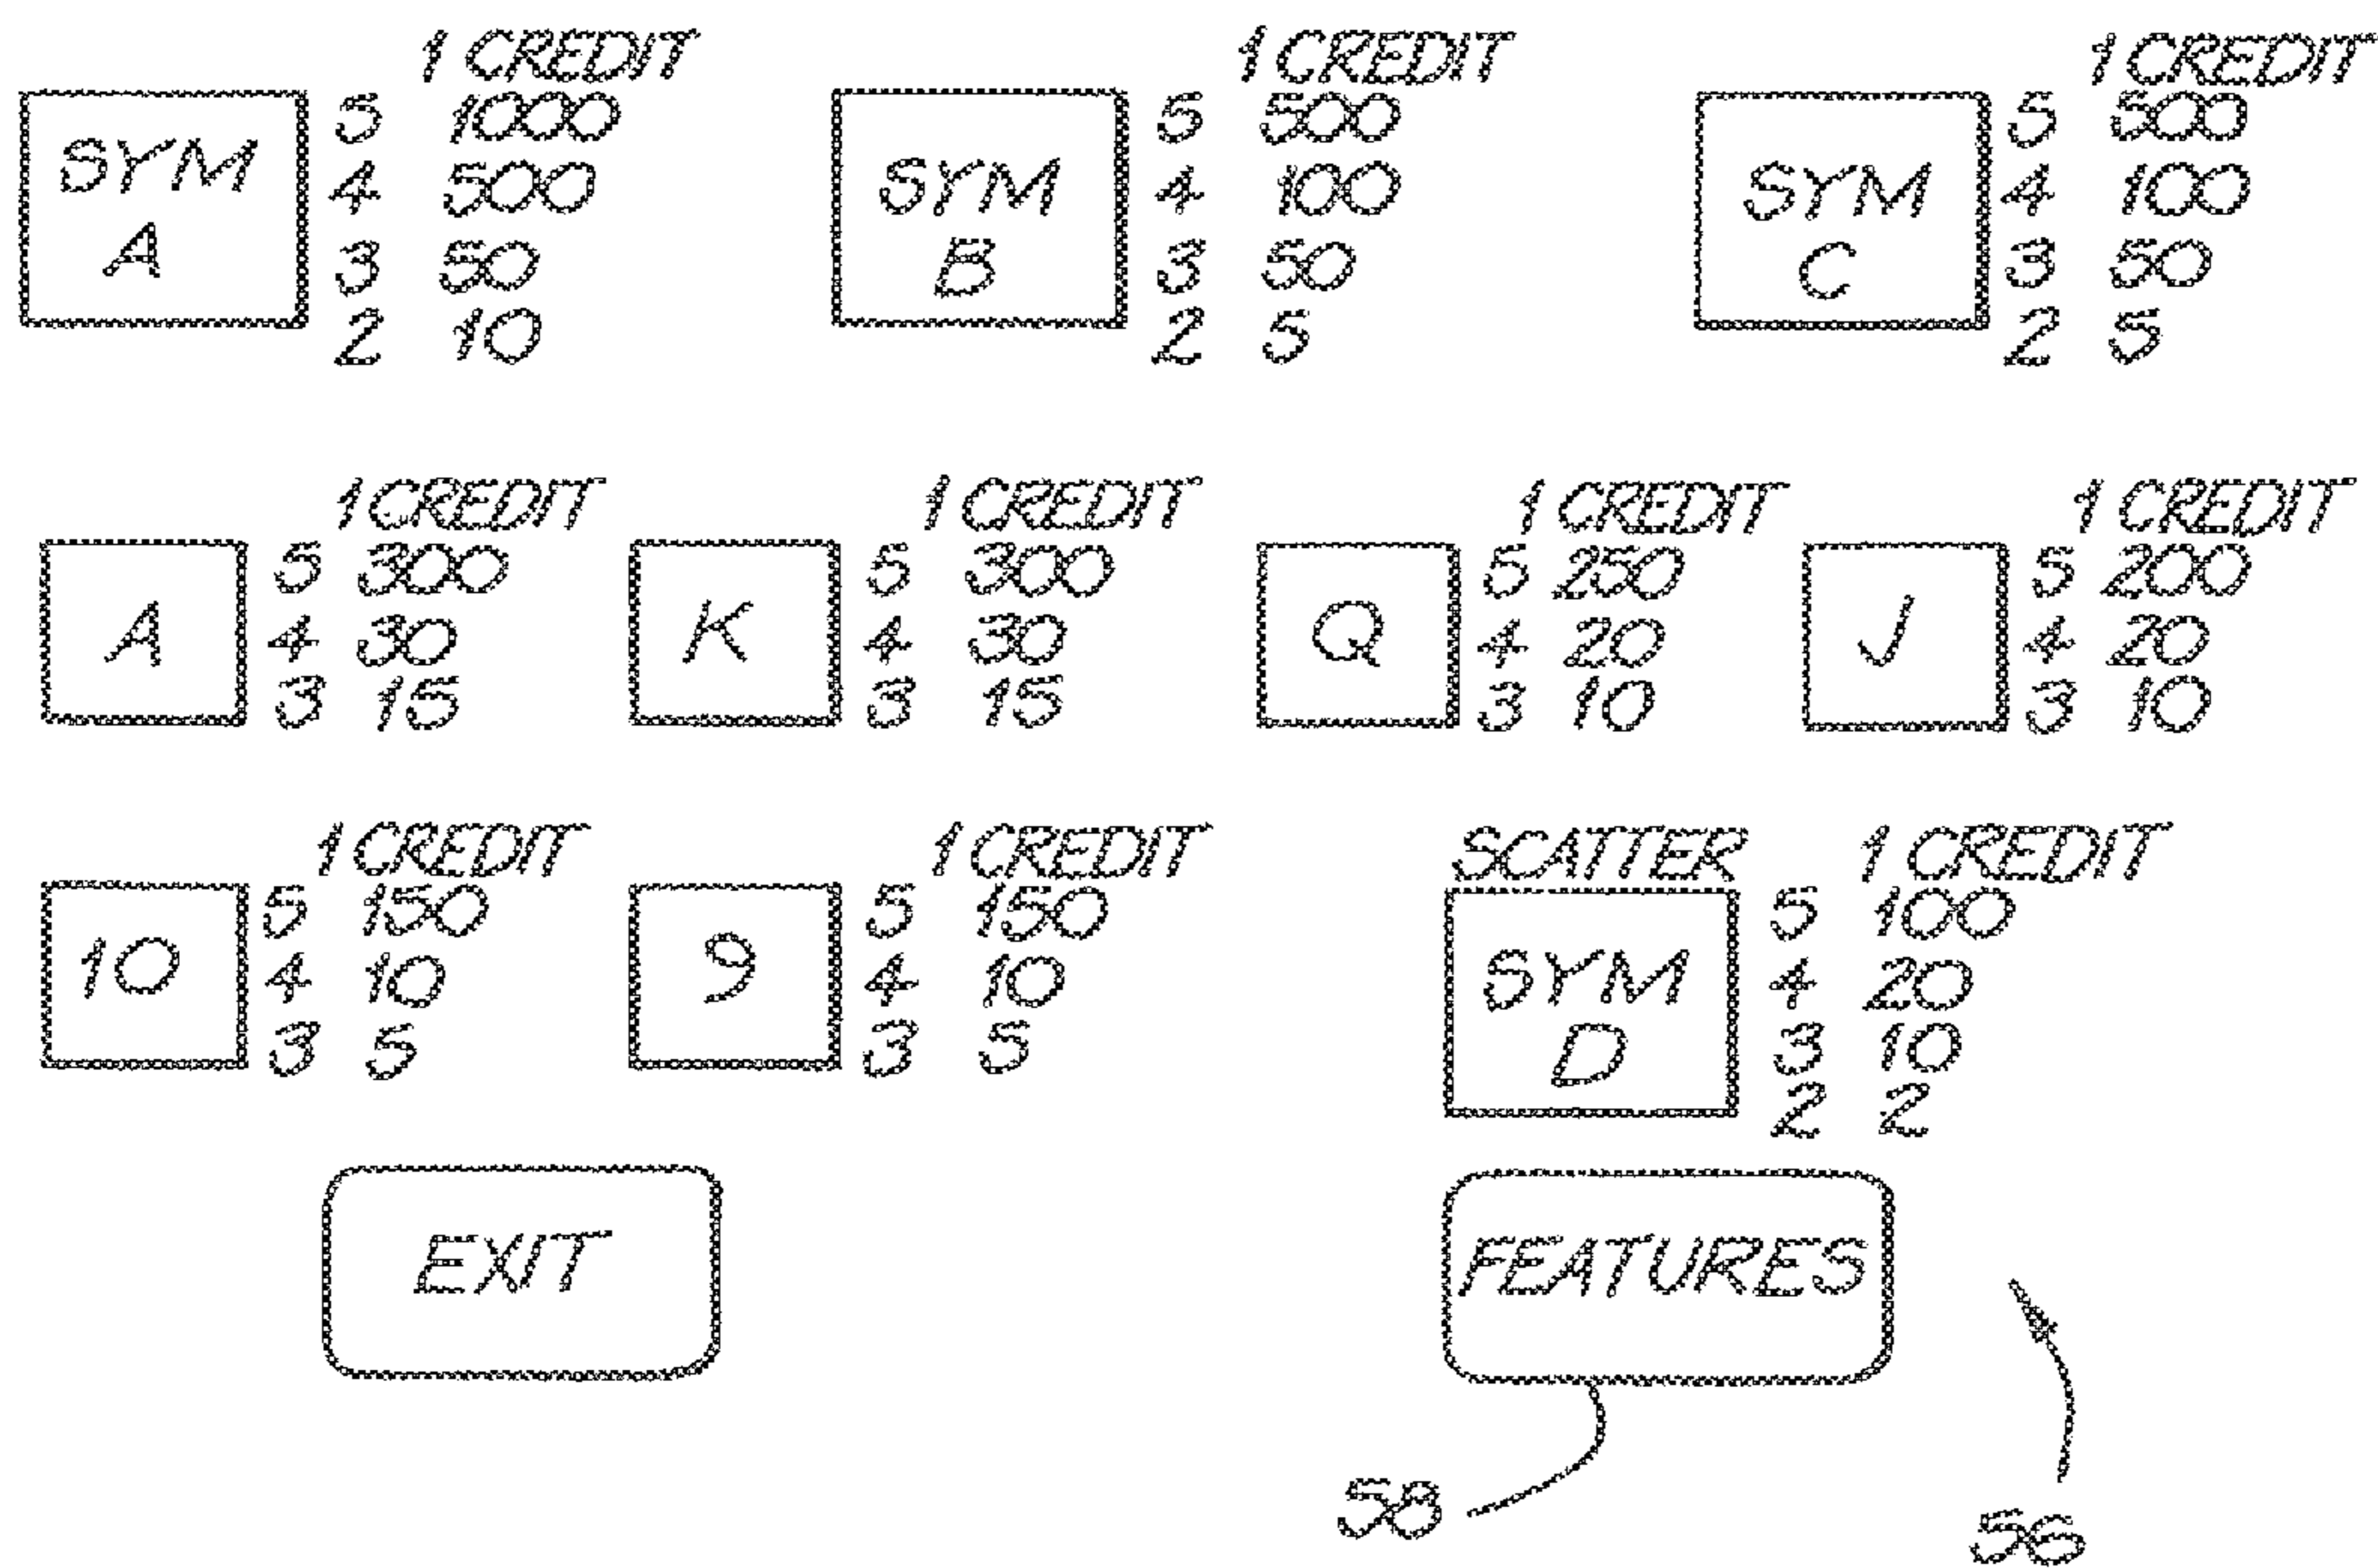 1 CREDIT 1 CREDIT 1 CREDIT
SYM A 5 1000 SYM B 5 500 SYM C 5 500
4 500 4 100 4 100
3 50 3 50 3 50
2 10 2 5 2 5
1 CREDIT 1 CREDIT 1 CREDIT 1 CREDIT
A 5 300 K 5 300 Q 5 250 J 5 200
4 30 4 30 4 20 4 20
3 15 3 15 3 10 3 10
1 CREDIT 1 CREDIT SCATTER 1 CREDIT
10 5 150 9 5 150 SYM D 5 100
4 10 4 10 4 20
3 5 3 5 3 10
2 2
EXIT FEATURES
58 56